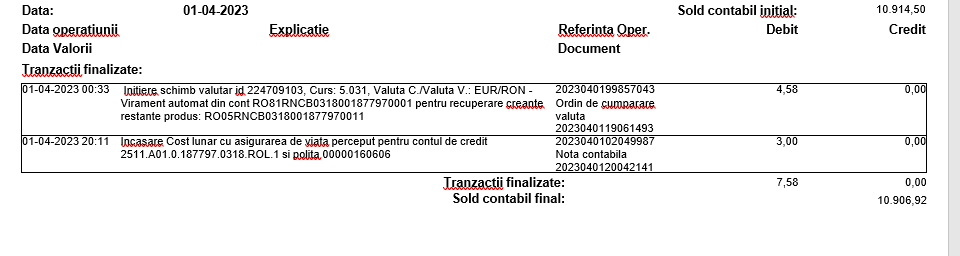 Data: 01-04-2023 Sold contabil initial: 10.914,50
Data operatiunii Explicatie Referinta Oper. Debit Credit
Data Valorii Document
Tranzactii finalizate:
01-04-2023 00:33 Initiere schimb valutar id 224709103, Curs: 5.031, Valuta C./Valuta V.: EUR/RON - 2023040199857043 4,58 0,00
Virament automat din cont RO81RNCB0318001877970001 pentru recuperare creante Ordin de cumparare
restante produs: RO05RNCB0318001877970011 valuta
2023040119061493
01-04-2023 20:11 Incasare Cost lunar cu asigurarea de viata perceput pentru contul de credit 2023040102049987 3,00 0,00
2511.A01.0.187797.0318.ROL.1 si polita 00000160606 Nota contabila
2023040120042141
Tranzactii finalizate: 7,58 0,00
Sold contabil final: 10.906,92